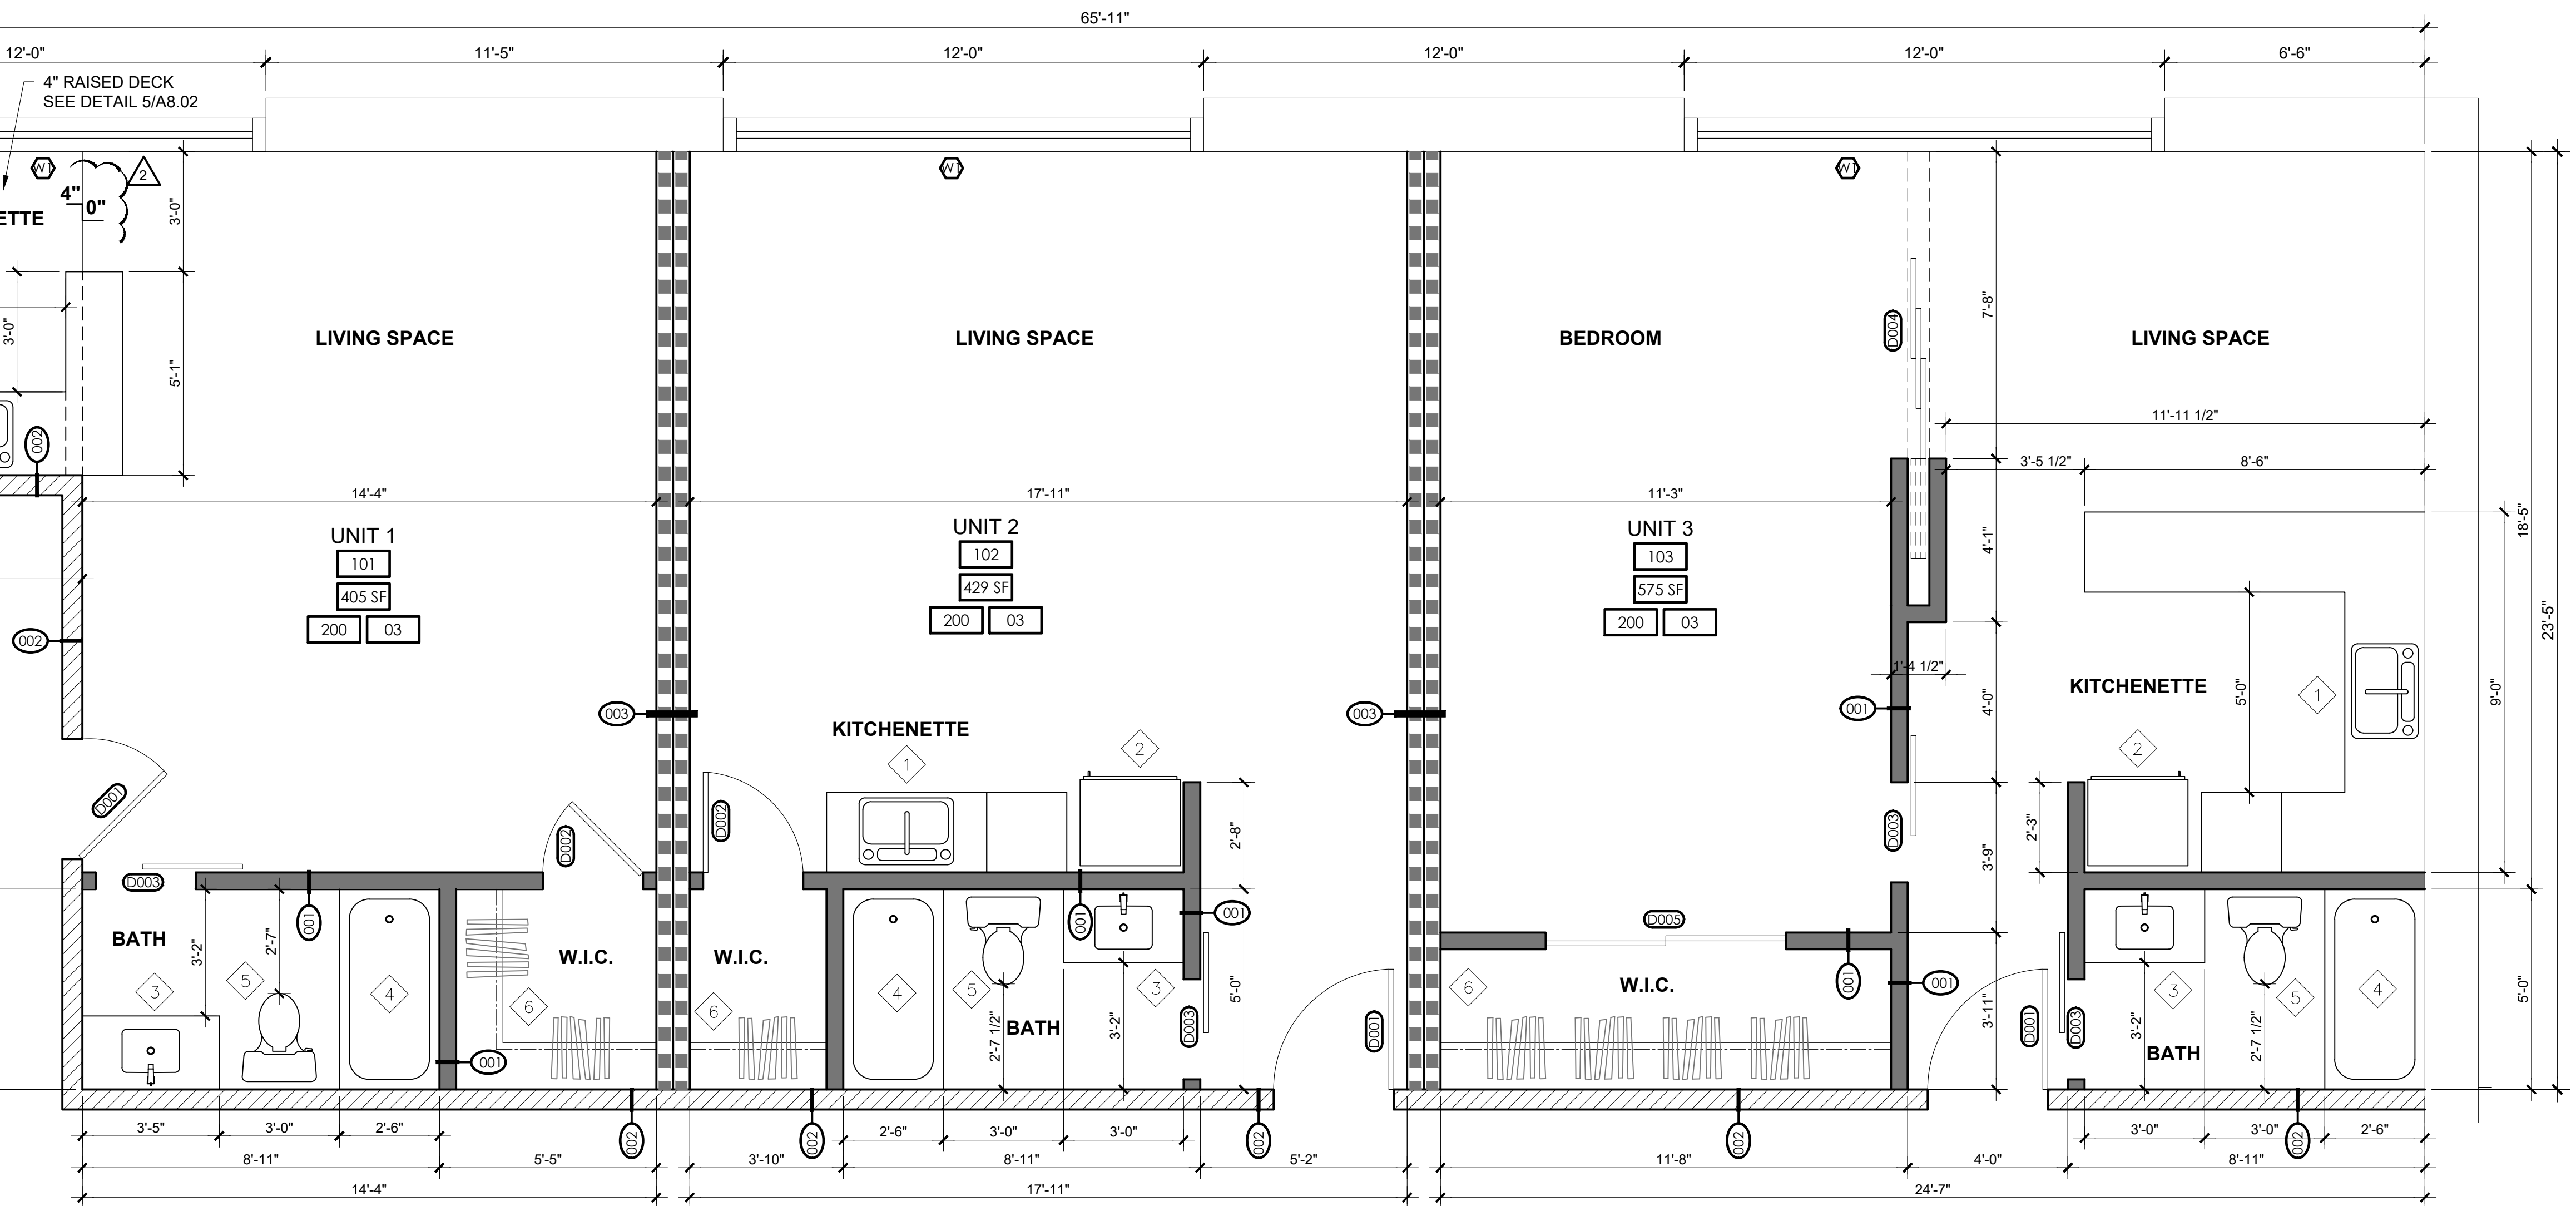 65'-11"
12'-0"
11'-5"
12'-0"
12'-0"
12'-0"
6'-6"
4" RAISED DECK
SEE DETAIL 5/A8.02
W1
2
W1
W1
4"
0"
ETTE
3'-0"
3'-0"
5'-1"
002
LIVING SPACE
LIVING SPACE
BEDROOM
D004
7'-8"
LIVING SPACE
11'-11 1/2"
3'-5 1/2"
8'-6"
14'-4"
17'-11"
11'-3"
18'-5"
23'-5"
UNIT 1
101
405 SF
200
03
UNIT 2
102
429 SF
200
03
UNIT 3
103
575 SF
200
03
4'-1"
002
1'-4 1/2"
003
003
001
4'-0"
KITCHENETTE
KITCHENETTE
5'-0"
1
9'-0"
1
2
2
D001
D002
D002
2'-8"
D003
3'-9"
2'-3"
D003
001
001
001
D005
BATH
3'-2"
2'-7"
5
4
3
W.I.C.
6
W.I.C.
6
4
5
2'-7 1/2"
BATH
3'-2"
3
D003
5'-0"
D001
6
W.I.C.
001
001
3'-11"
D001
D003
3'-2"
3
BATH
2'-7 1/2"
5
4
5'-0"
001
002
002
002
002
002
3'-5"
3'-0"
2'-6"
2'-6"
3'-0"
3'-0"
3'-0"
3'-0"
2'-6"
8'-11"
5'-5"
3'-10"
8'-11"
5'-2"
11'-8"
4'-0"
8'-11"
14'-4"
17'-11"
24'-7"